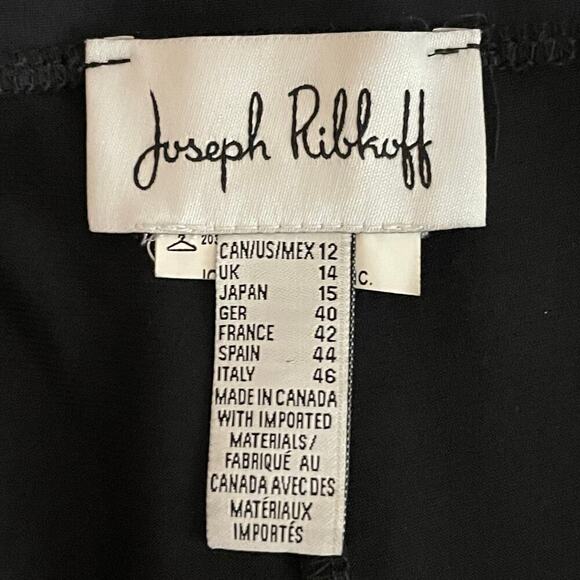 Joseph Ribkoff
CAN/US/MEX 12
UK 14
JAPAN 15
GER 40
FRANCE 42
SPAIN 44
ITALY 46
MADE IN CANADA
WITH IMPORTED
MATERIALS/
FABRIQUÉ AU
CANADA AVEC DES
MATÉRIAUX
IMPORTÉS